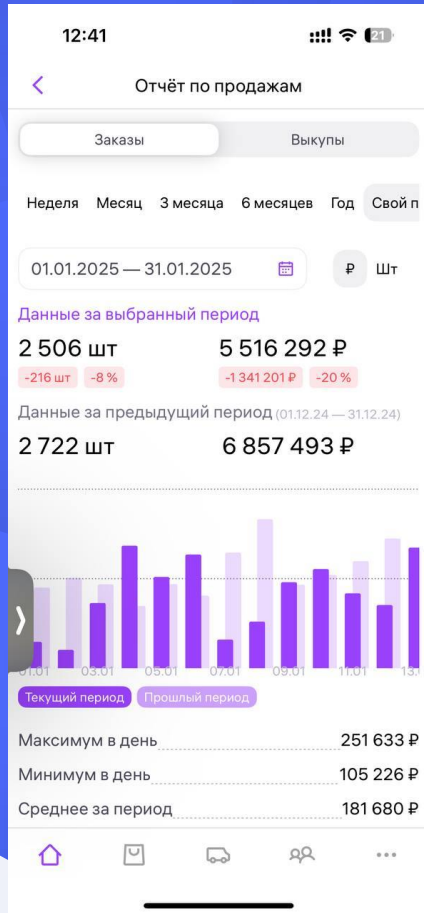 12:41
21
Отчёт по продажам
Заказы Выкупы
Неделя Месяц 3 месяца 6 месяцев Год Свой п
01.01.2025 — 31.01.2025 ₽ Шт
Данные за выбранный период
2 506 шт 5 516 292 ₽
-216 шт -8 % -1 341 201 ₽ -20 %
Данные за предыдущий период (01.12.24 — 31.12.24)
2 722 шт 6 857 493 ₽
01.01 03.01 05.01 07.01 09.01 11.01 13.
Текущий период Прошлый период
Максимум в день 251 633 ₽
Минимум в день 105 226 ₽
Среднее за период 181 680 ₽